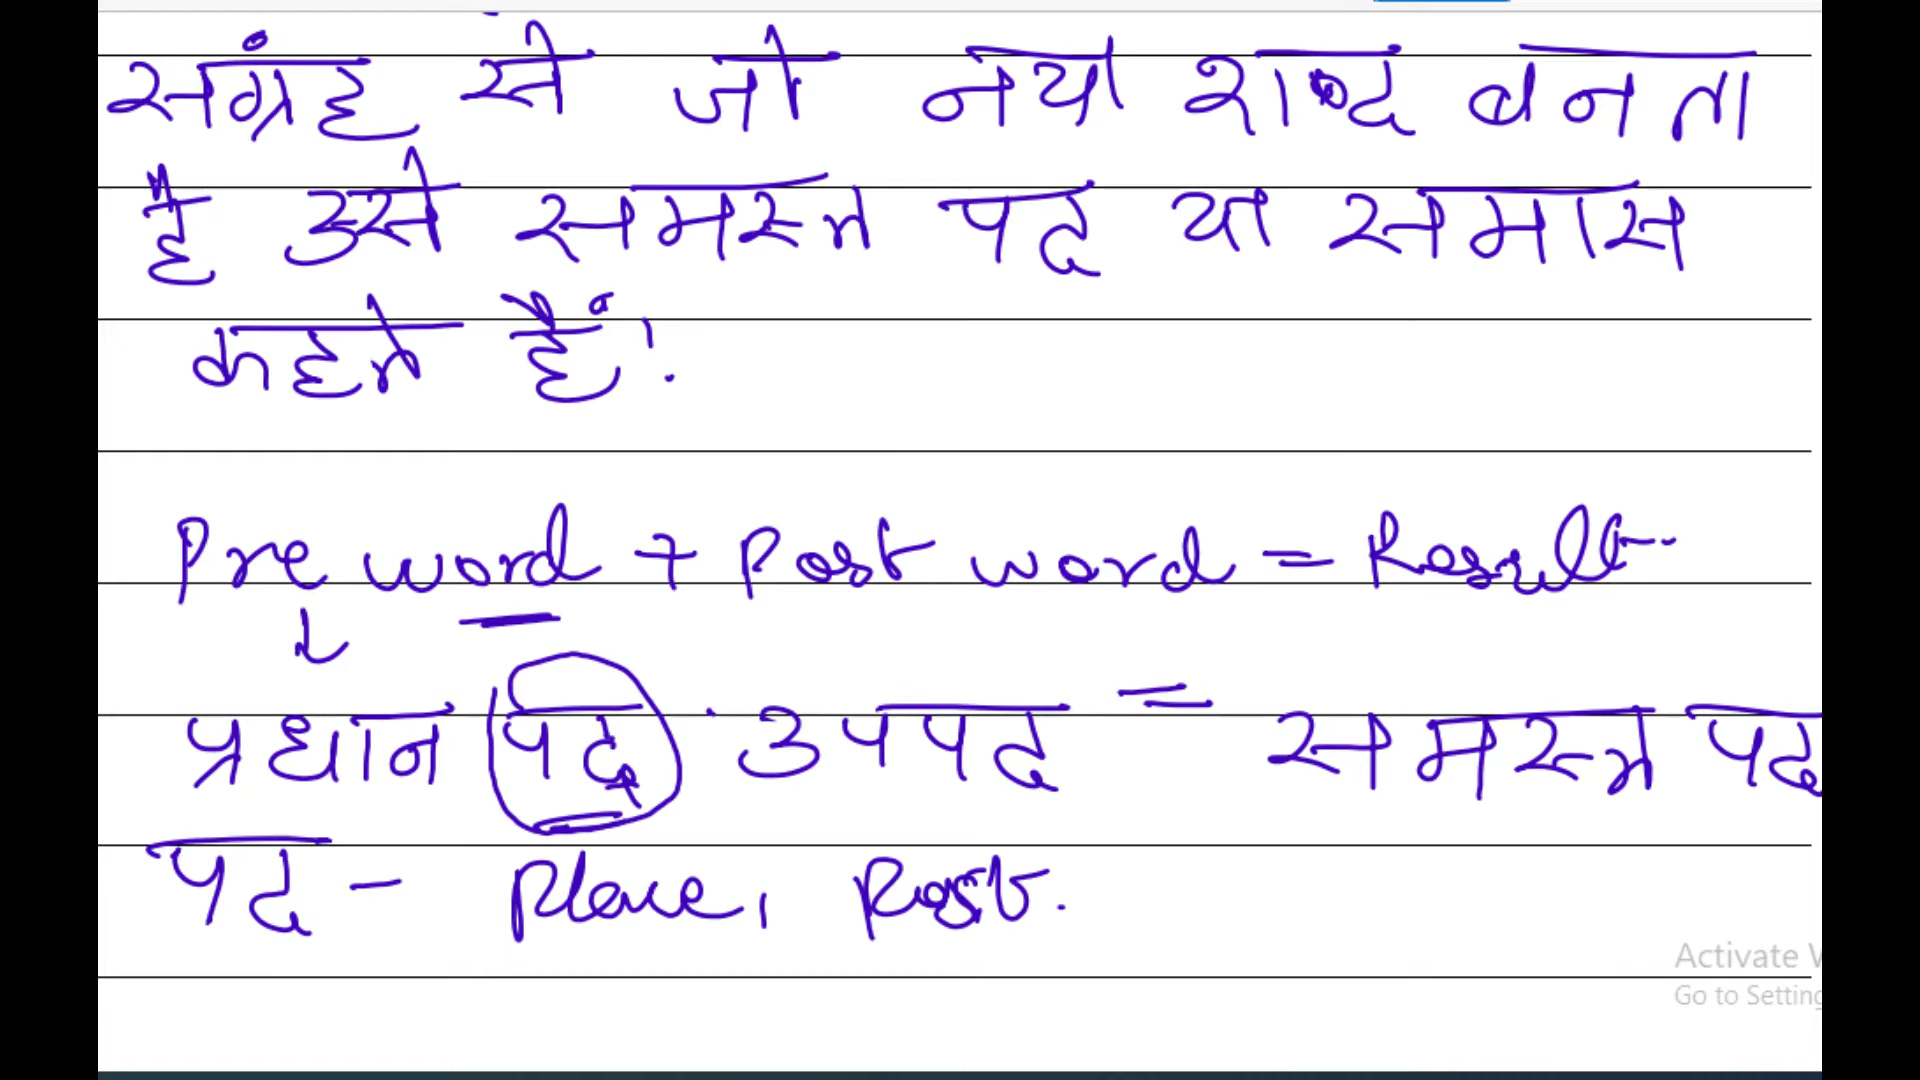 संग्रह से जो नया शब्द बनता
है उसे समस्त पद या समास
कहते हैं!
Pre word + Post word = Result
प्रधान पद . उपपद = समस्त पद
पद - Place, Post.
Activate
Go to Setting